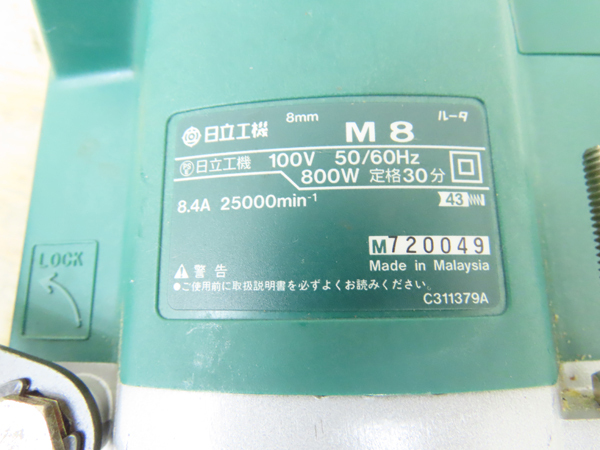 日立工機 8mm M8 ルータ
日立工機 100V 50/60Hz
800W 定格30分
8.4A 25000min⁻¹ 43
M720049
Made in Malaysia
警告
●ご使用前に取扱説明書を必ずよくお読みください。
C311379A
LOCK